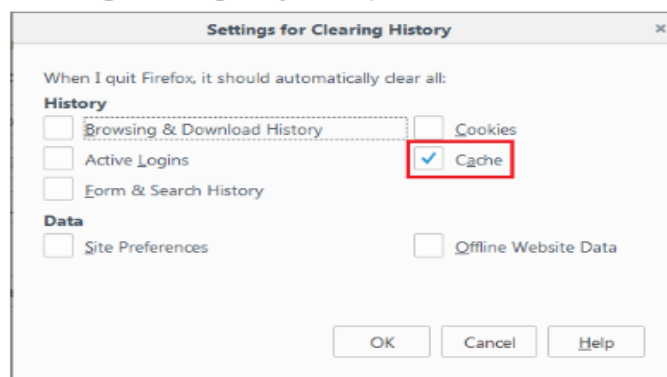 Settings for Clearing History ×
When I quit Firefox, it should automatically clear all:
History
Browsing & Download History Cookies
Active Logins Cache
Form & Search History
Data
Site Preferences Offline Website Data
OK Cancel Help